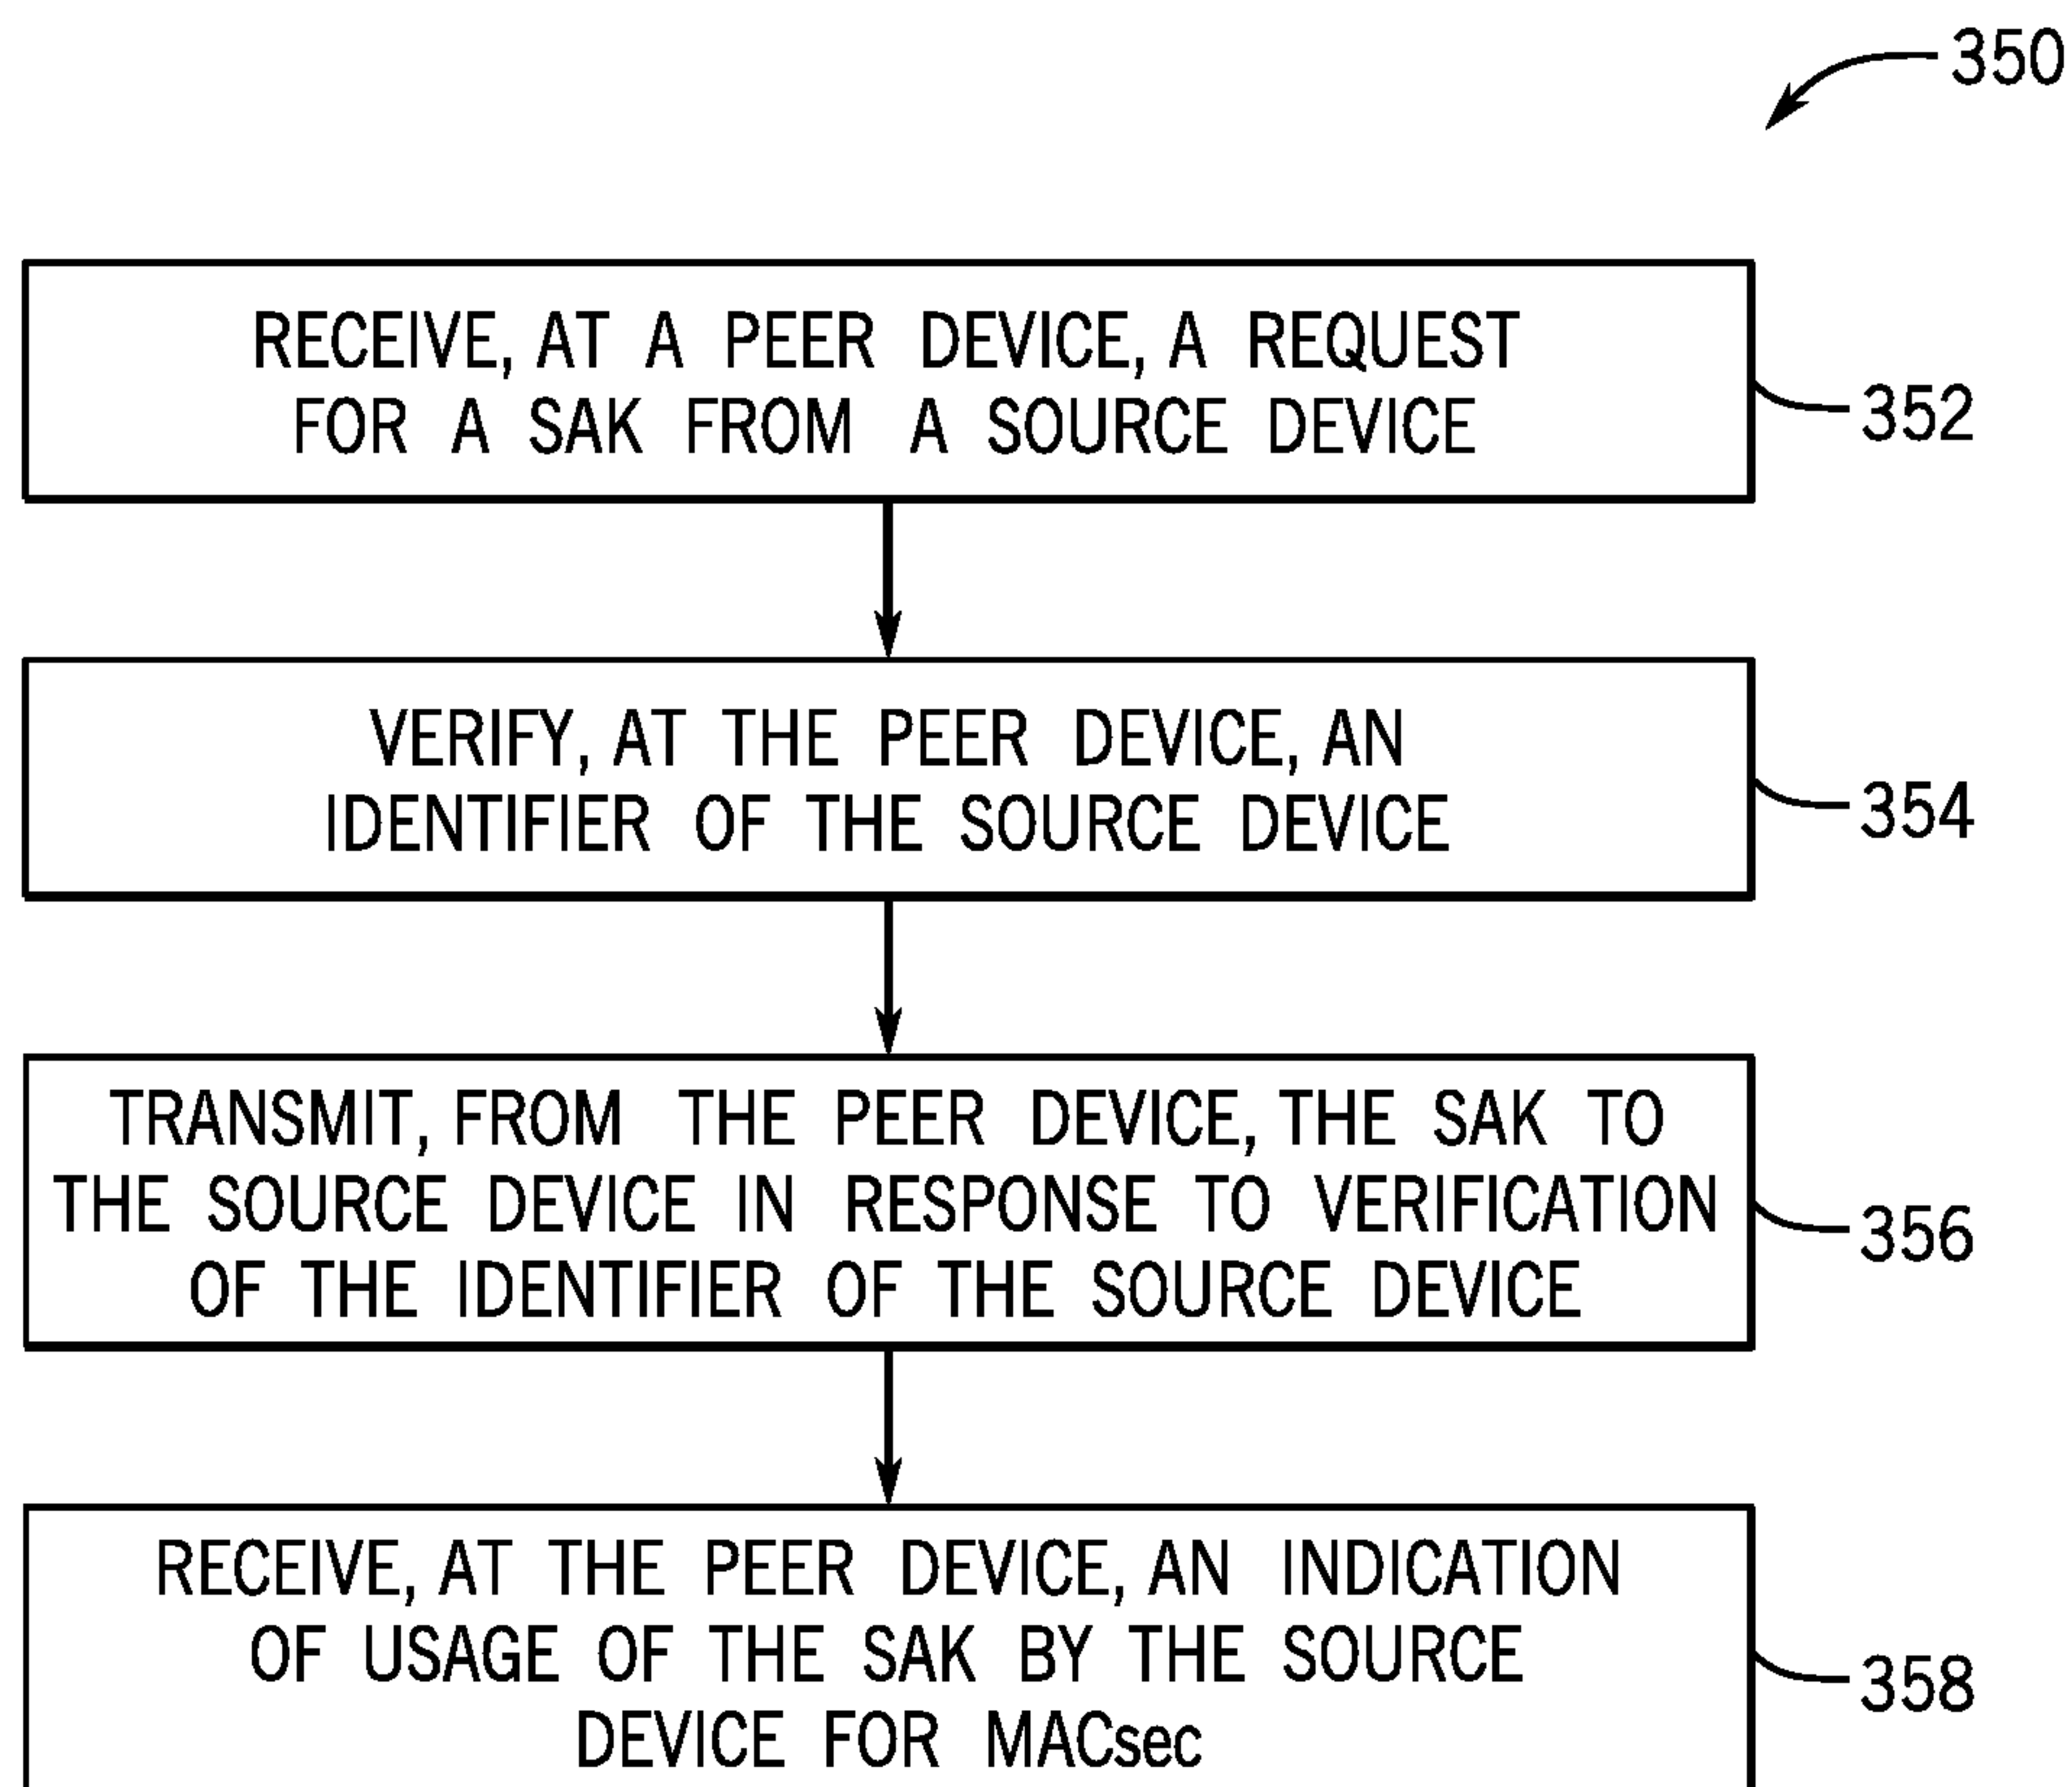 350
RECEIVE, AT A PEER DEVICE, A REQUEST
FOR A SAK FROM A SOURCE DEVICE
352
VERIFY, AT THE PEER DEVICE, AN
IDENTIFIER OF THE SOURCE DEVICE
354
TRANSMIT, FROM THE PEER DEVICE, THE SAK TO
THE SOURCE DEVICE IN RESPONSE TO VERIFICATION
OF THE IDENTIFIER OF THE SOURCE DEVICE
356
RECEIVE, AT THE PEER DEVICE, AN INDICATION
OF USAGE OF THE SAK BY THE SOURCE
DEVICE FOR MACsec
358